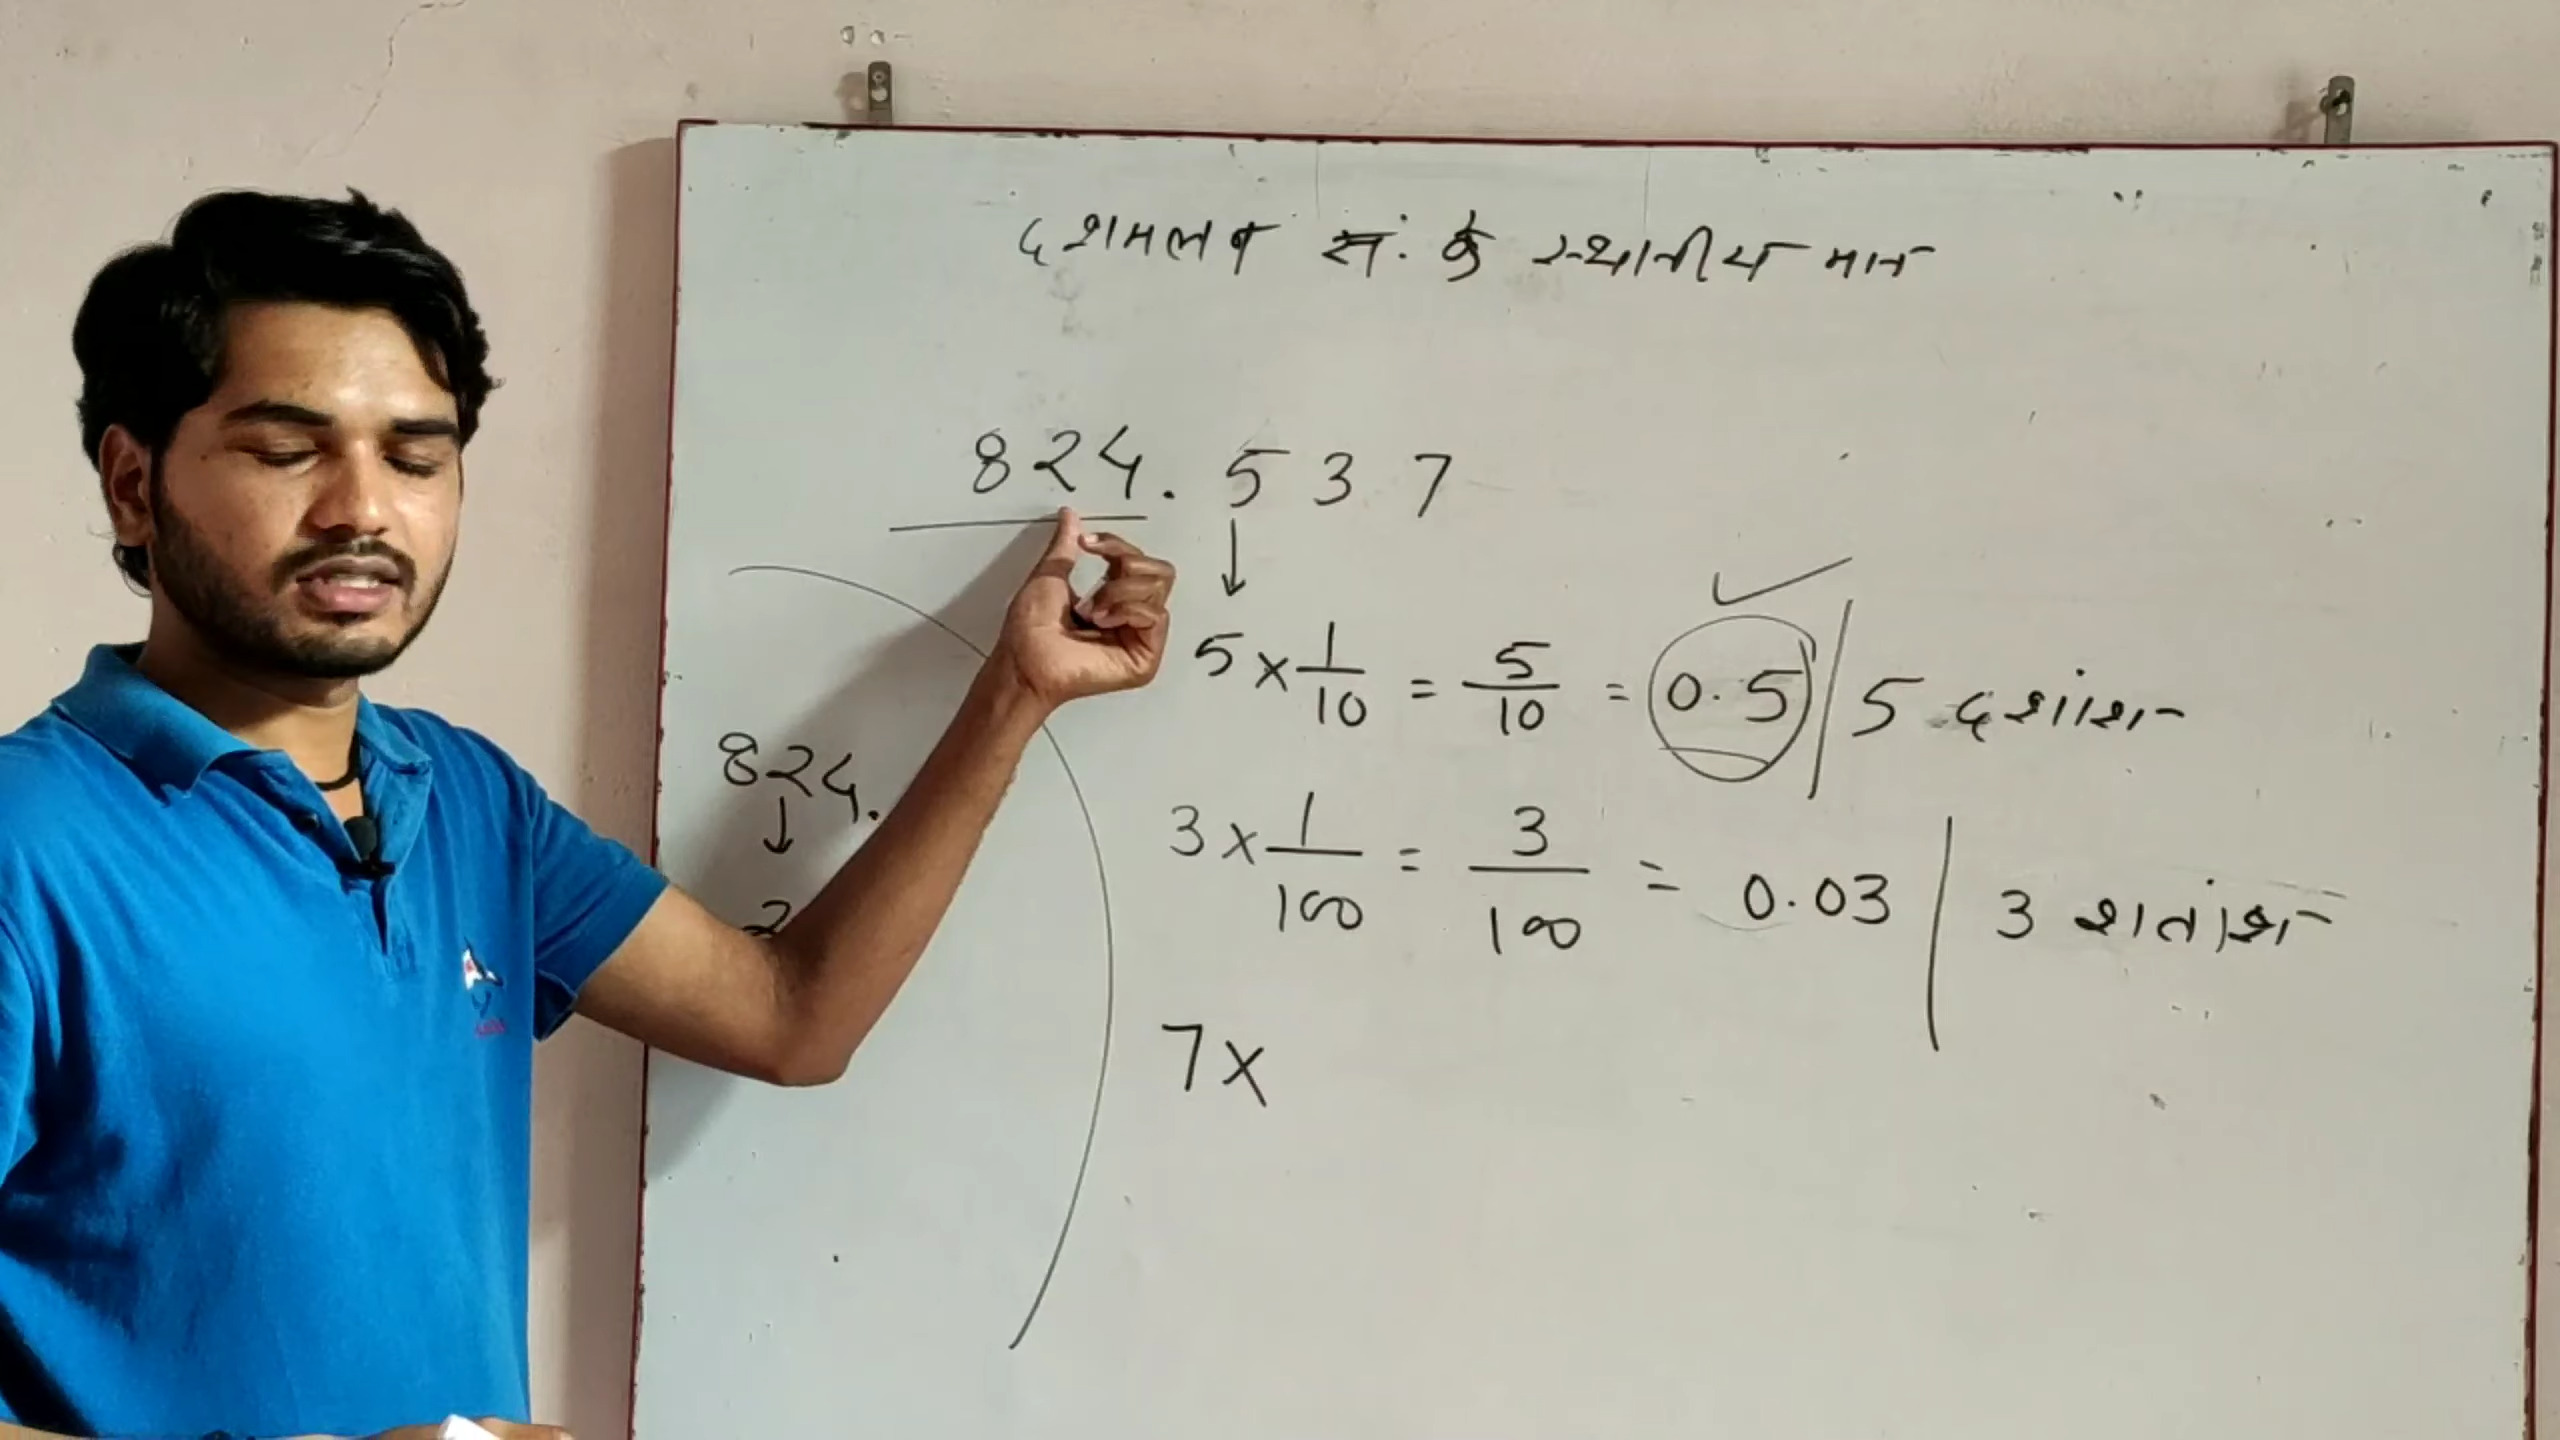 दशमलव सं. के स्थानीय मान
824.537
↓
5 × 1/10 = 5/10 = 0.5 / 5 दशांश
824.
↓
2
3 × 1/100 = 3/100 = 0.03 | 3 शतांश
7 ×